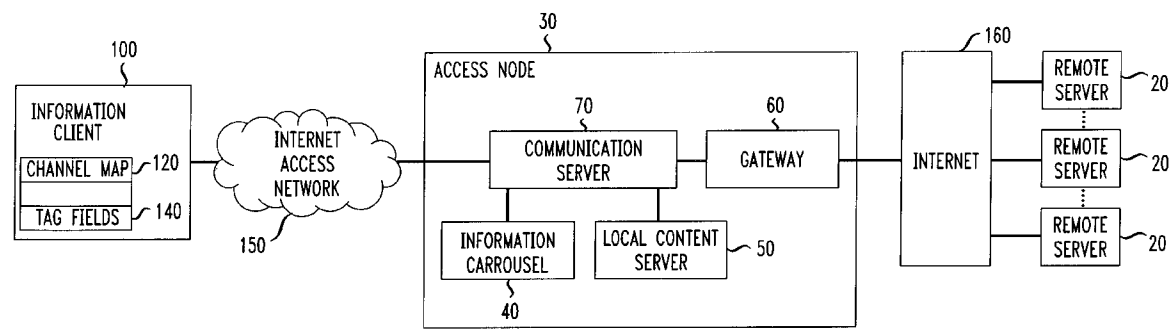 100
INFORMATION
CLIENT
CHANNEL MAP
120
TAG FIELDS
140
INTERNET
ACCESS
NETWORK
150
30
ACCESS NODE
70
COMMUNICATION
SERVER
60
GATEWAY
INFORMATION
CARROUSEL
40
LOCAL CONTENT
SERVER
50
160
INTERNET
REMOTE
SERVER
20
REMOTE
SERVER
20
REMOTE
SERVER
20